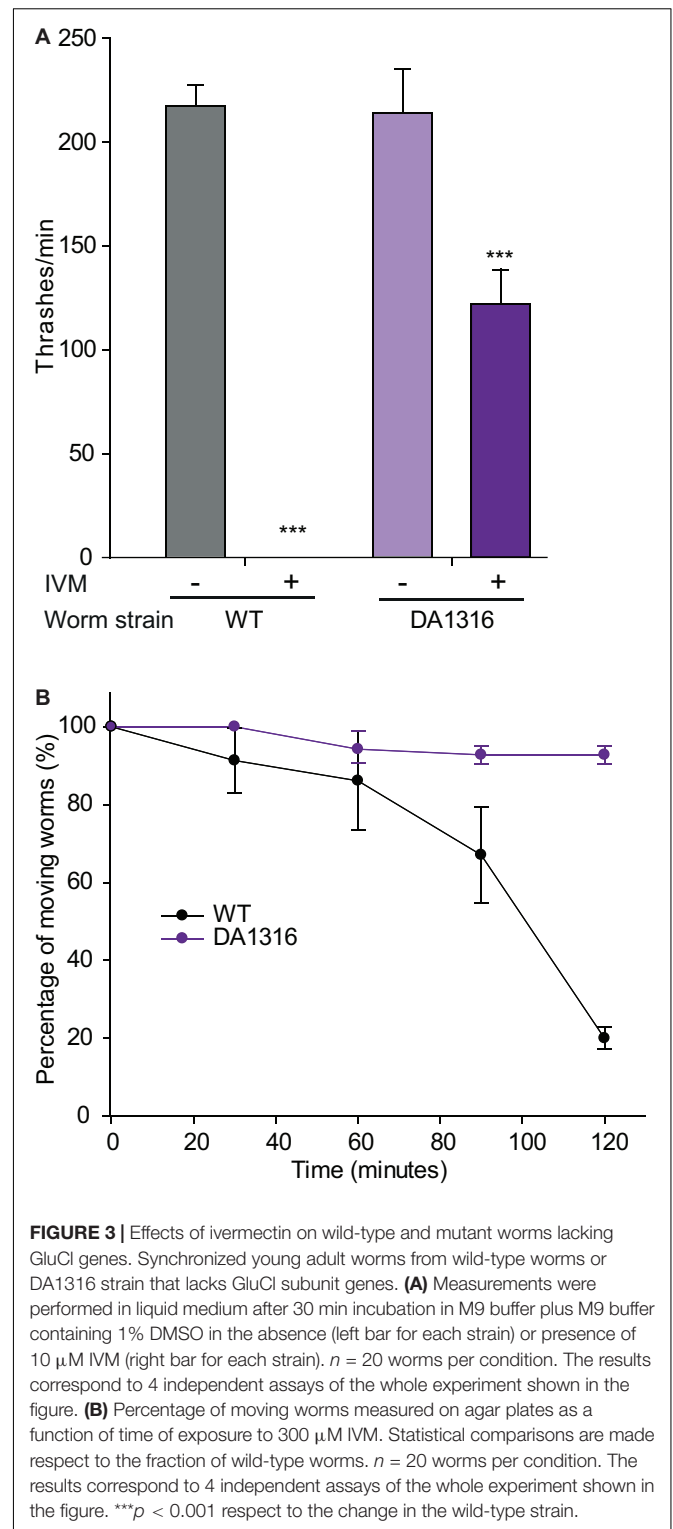 A
250
200
150
100
50
0
Thrashes/min
***
***
IVM - + - +
Worm strain WT DA1316
B
100
80
60
40
20
0
Percentage of moving worms (%)
WT
DA1316
0 20 40 60 80 100 120
Time (minutes)
FIGURE 3 | Effects of ivermectin on wild-type and mutant worms lacking
GluCl genes. Synchronized young adult worms from wild-type worms or
DA1316 strain that lacks GluCl subunit genes. (A) Measurements were
performed in liquid medium after 30 min incubation in M9 buffer plus M9 buffer
containing 1% DMSO in the absence (left bar for each strain) or presence of
10 μM IVM (right bar for each strain). n = 20 worms per condition. The results
correspond to 4 independent assays of the whole experiment shown in the
figure. (B) Percentage of moving worms measured on agar plates as a
function of time of exposure to 300 μM IVM. Statistical comparisons are made
respect to the fraction of wild-type worms. n = 20 worms per condition. The
results correspond to 4 independent assays of the whole experiment shown in
the figure. ***p < 0.001 respect to the change in the wild-type strain.